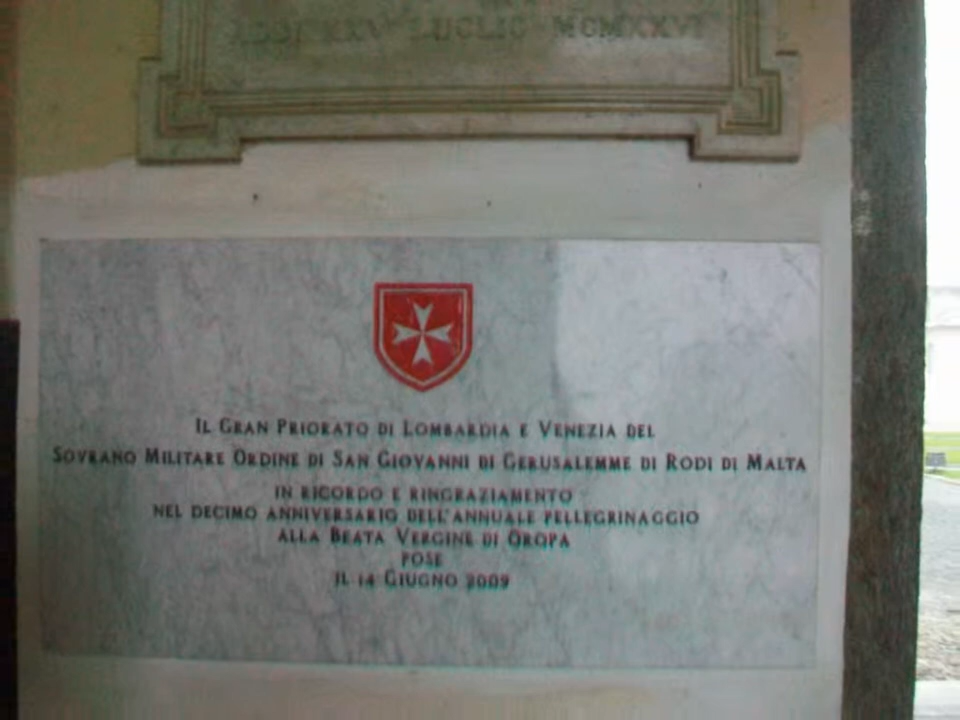 XXV LUGLIO MCMXXVI
IL GRAN PRIORATO DI LOMBARDIA E VENEZIA DEL
SOVRANO MILITARE ORDINE DI SAN GIOVANNI DI GERUSALEMME DI RODI DI MALTA
IN RICORDO E RINGRAZIAMENTO
NEL DECIMO ANNIVERSARIO DELL'ANNUALE PELLEGRINAGGIO
ALLA BEATA VERGINE DI OROPA
POSE
IL 14 GIUGNO 2009